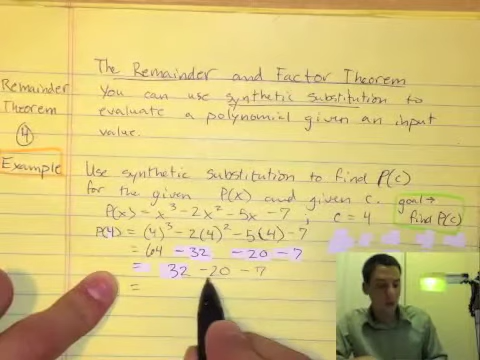 The Remainder and Factor Theorem
Remainder
Theorem
4
You can use synthetic substitution to
evaluate a polynomial given an input
value.
Example
Use synthetic substitution to find P(c)
for the given P(x) and given c.
goal →
find P(c)
P(x) = x³ - 2x² - 5x - 7, c = 4
P(4) = (4)³ - 2(4)² - 5(4) - 7
= 64 - 32 - 20 - 7
= 32 - 20 - 7
=